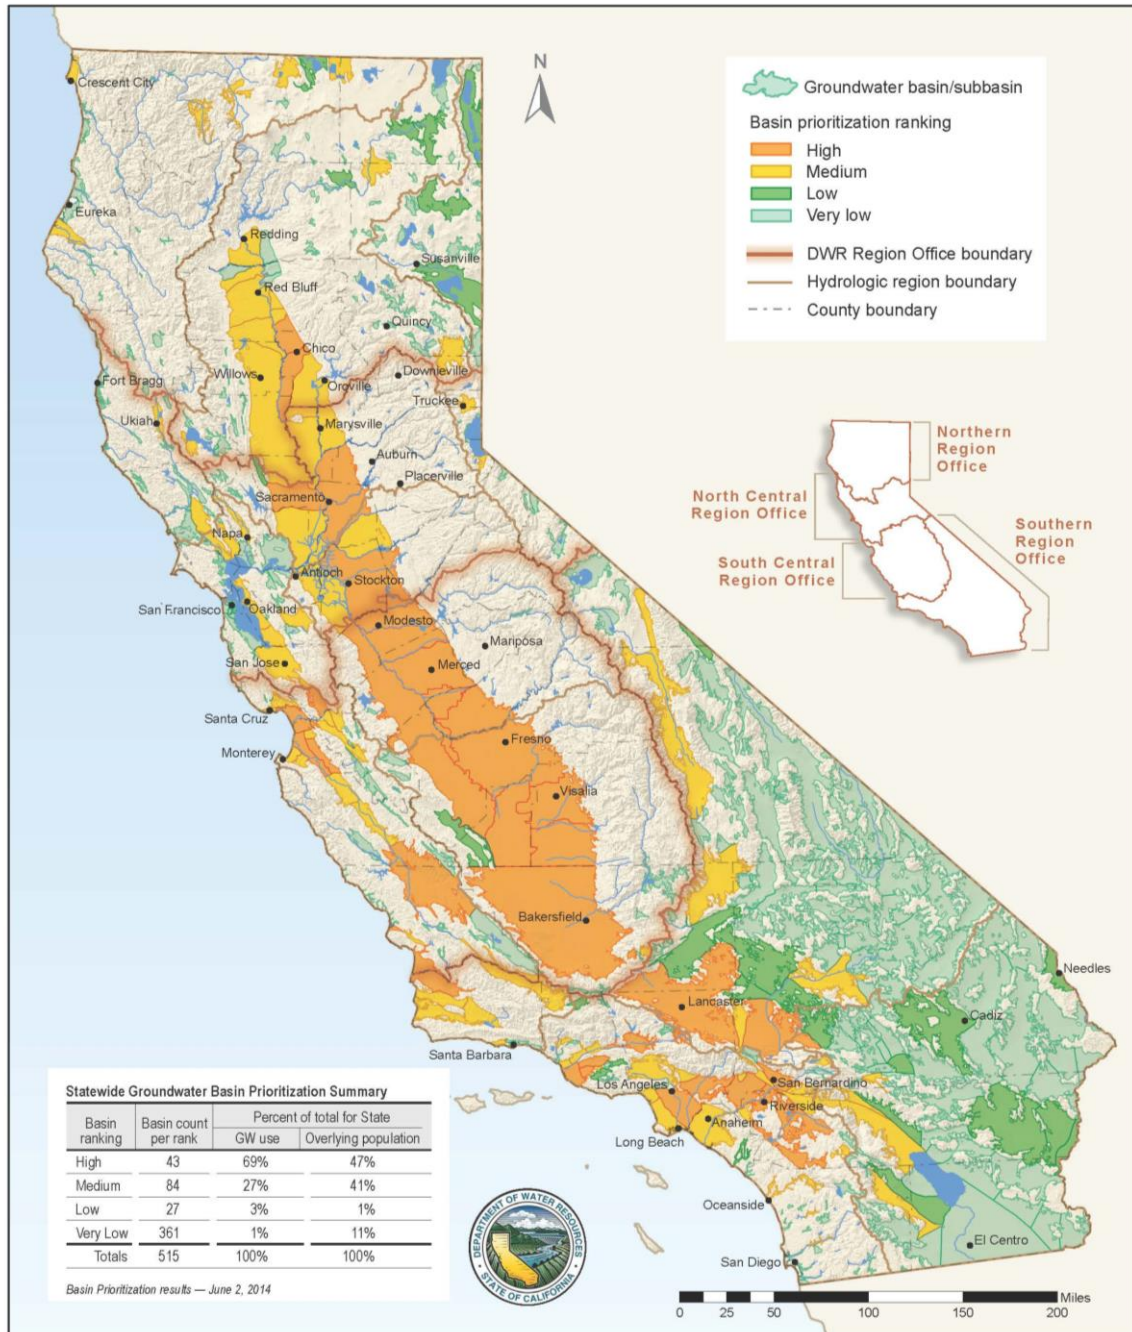 N
Groundwater basin/subbasin
Basin prioritization ranking
High
Medium
Low
Very low
DWR Region Office boundary
Hydrologic region boundary
County boundary
Crescent City
Eureka
Redding
Susanville
Red Bluff
Quincy
Chico
Fort Bragg
Willows
Oroville
Downieville
Truckee
Ukiah
Marysville
Auburn
Placerville
Sacramento
Napa
Antioch
Stockton
San Francisco
Oakland
Modesto
Mariposa
San Jose
Merced
Santa Cruz
Fresno
Monterey
Visalia
Bakersfield
Needles
Lancaster
Cadiz
Santa Barbara
Los Angeles
San Bernardino
Riverside
Anaheim
Long Beach
Oceanside
El Centro
San Diego
Northern
Region
Office
North Central
Region Office
Southern
Region
Office
South Central
Region Office
Statewide Groundwater Basin Prioritization Summary
Basin ranking Basin count per rank Percent of total for State
GW use Overlying population
High 43 69% 47%
Medium 84 27% 41%
Low 27 3% 1%
Very Low 361 1% 11%
Totals 515 100% 100%
Basin Prioritization results — June 2, 2014
DEPARTMENT OF WATER RESOURCES
STATE OF CALIFORNIA
Miles
0 25 50 100 150 200